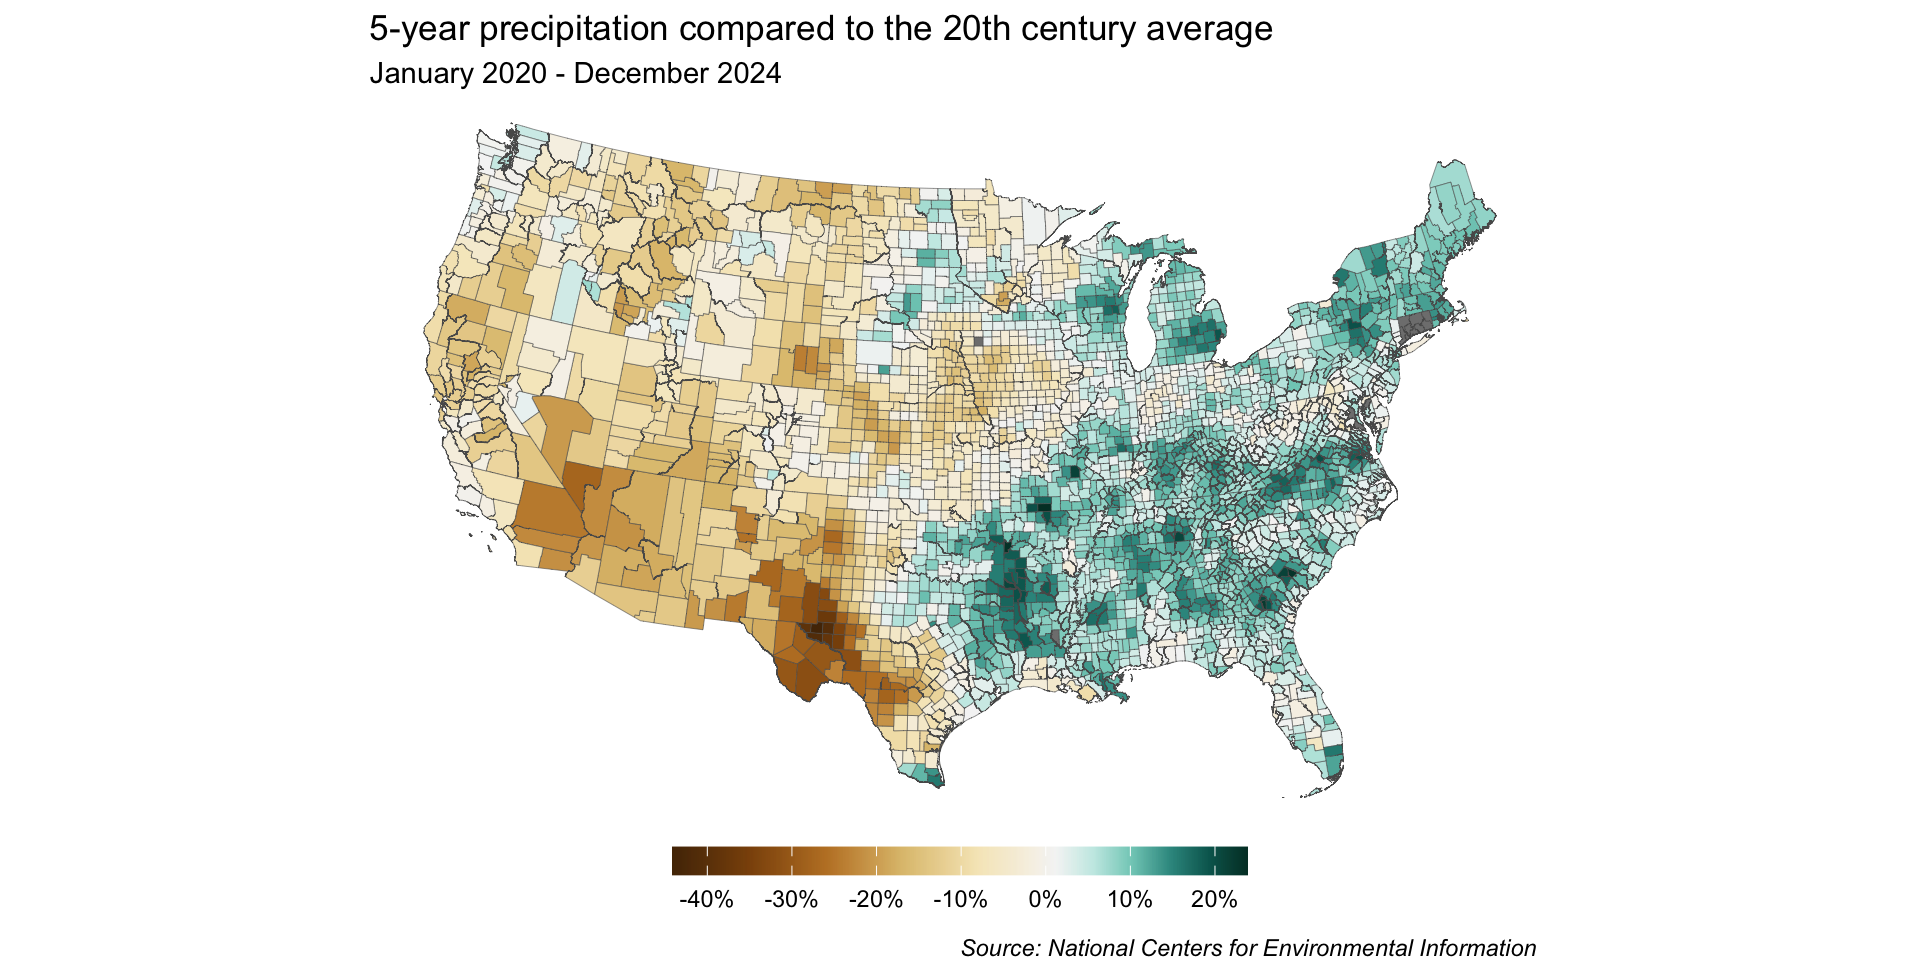 5-year precipitation compared to the 20th century average
January 2020 - December 2024
-40% -30% -20% -10% 0% 10% 20%
Source: National Centers for Environmental Information